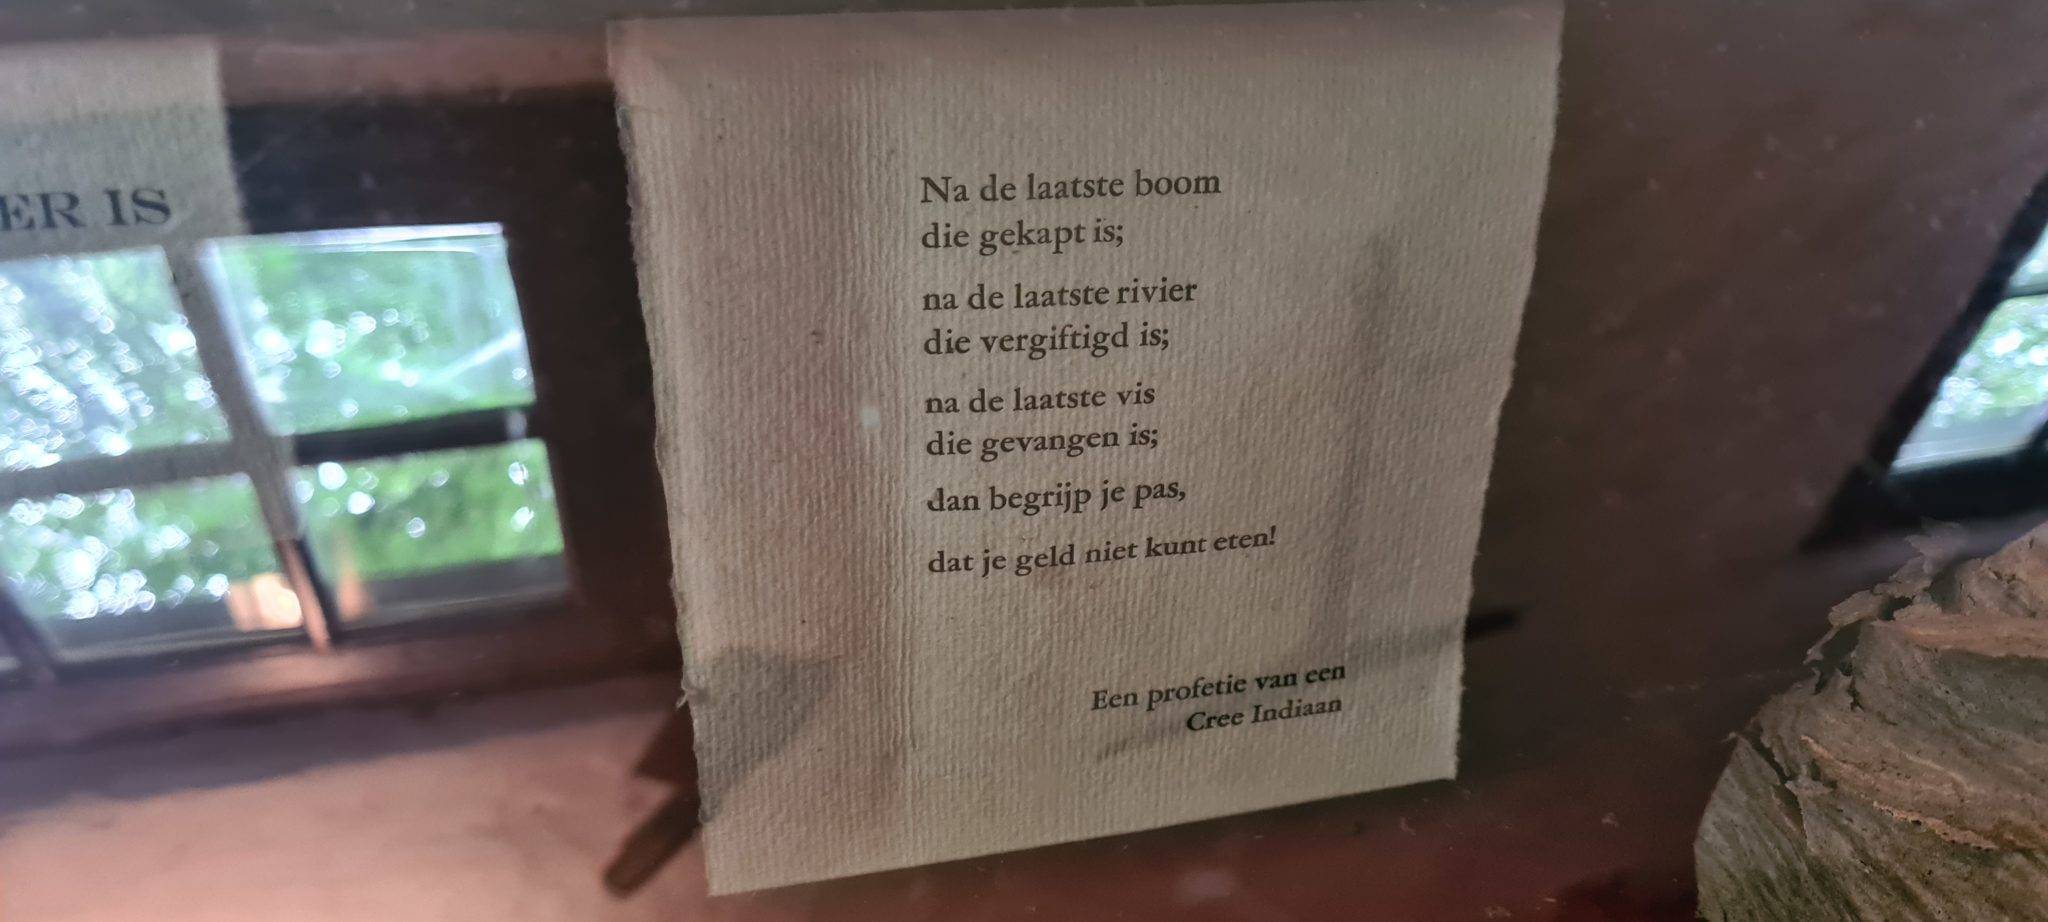 ER IS
Na de laatste boom
die gekapt is;
na de laatste rivier
die vergiftigd is;
na de laatste vis
die gevangen is;
dan begrijp je pas,
dat je geld niet kunt eten!
Een profetie van een
Cree Indiaan